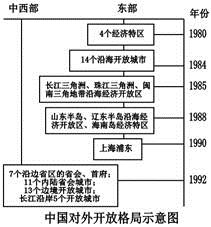 中西部 东部 年份
4个经济特区 1980
14个沿海开放城市 1984
长江三角洲、珠江三角洲、闽
南三角地带沿海经济开放区
1985
山东半岛、辽东半岛沿海经
济开放区、海南岛经济特区
1988
上海浦东 1990
7个沿边省区的省会、首府；
11个内陆省会城市；
13个边境开放城市；
长江沿岸5个开放城市
1992
中国对外开放格局示意图